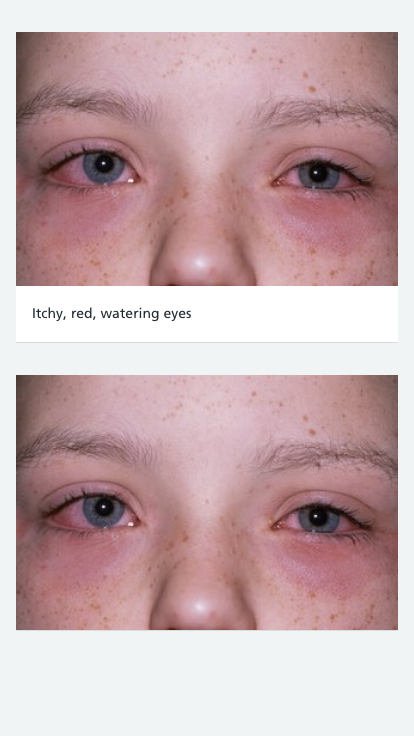 Itchy, red, watering eyes